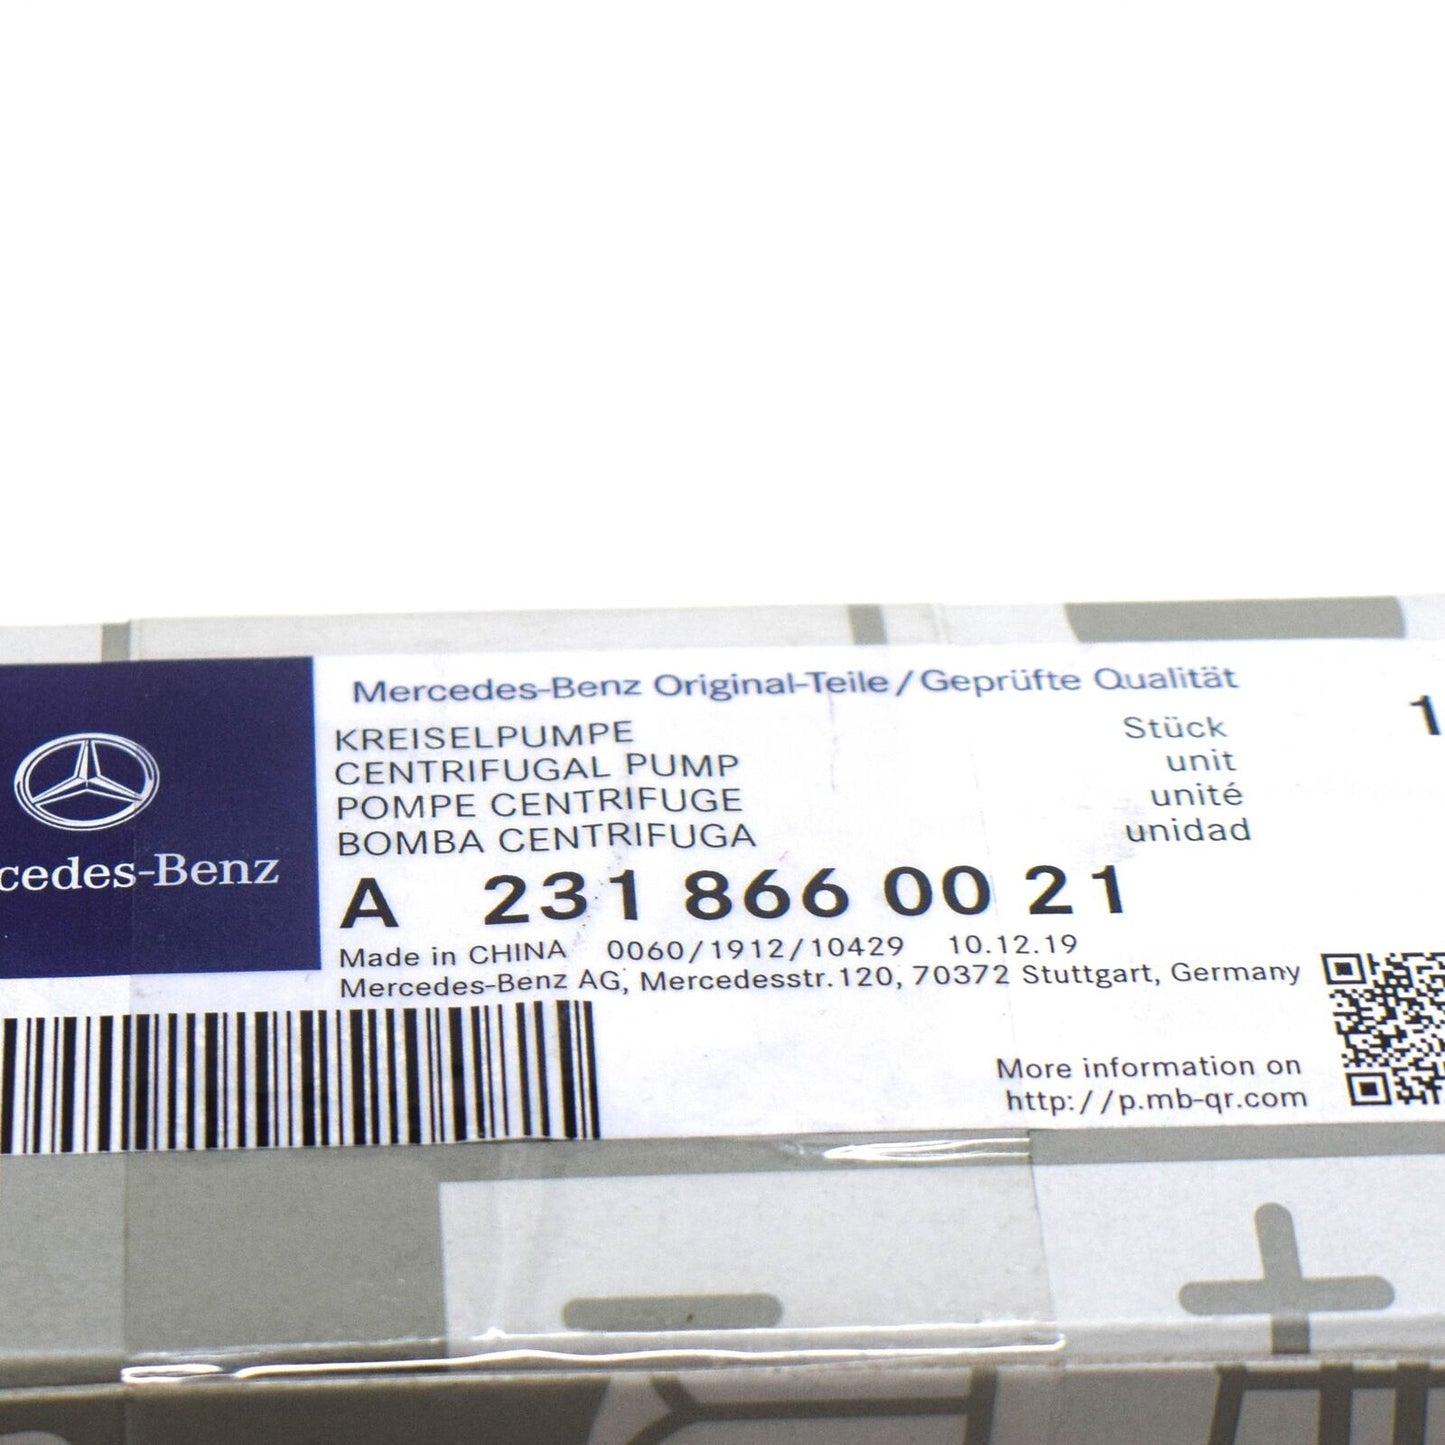 Mercedes-Benz Original-Teile/Geprüfte Qualität
KREISELPUMPE Stück 1
CENTRIFUGAL PUMP unit
POMPE CENTRIFUGE unité
BOMBA CENTRIFUGA unidad
cedes-Benz
A 231 866 00 21
Made in CHINA 0060/1912/10429 10.12.19
Mercedes-Benz AG, Mercedesstr.120, 70372 Stuttgart, Germany
More information on
http://p.mb-qr.com